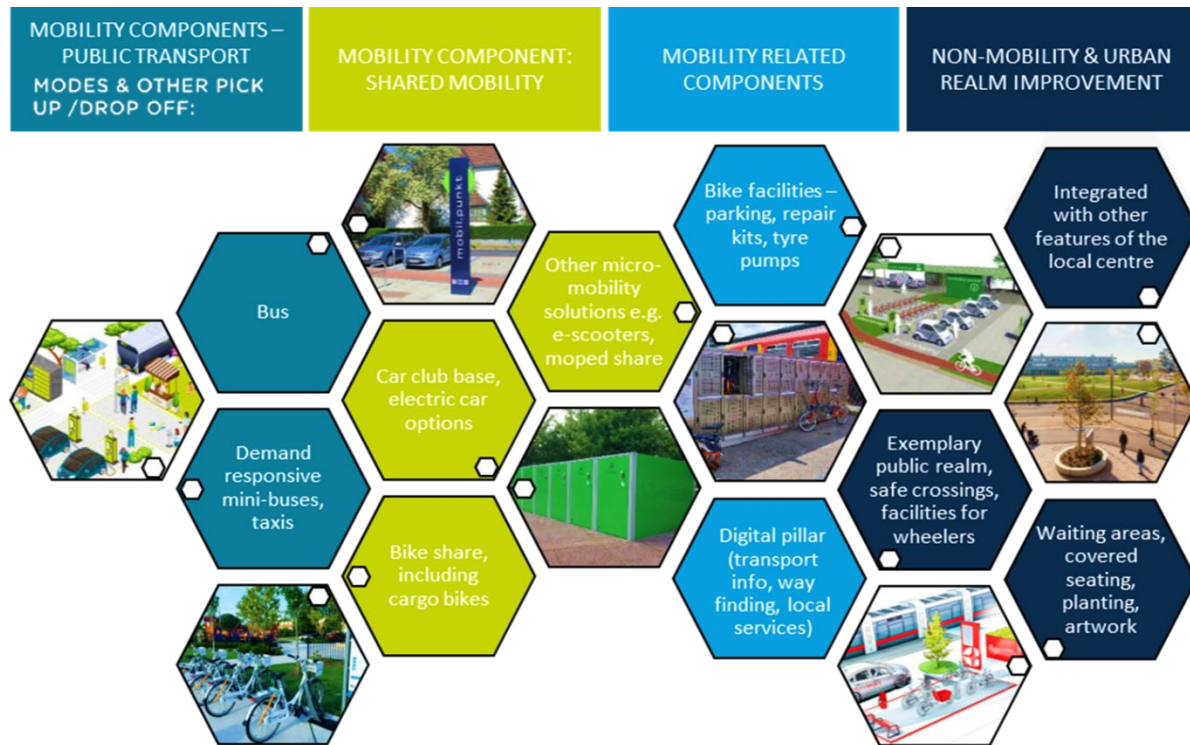 MOBILITY COMPONENTS –
PUBLIC TRANSPORT
MODES & OTHER PICK
UP /DROP OFF:
MOBILITY COMPONENT:
SHARED MOBILITY
MOBILITY RELATED
COMPONENTS
NON-MOBILITY & URBAN
REALM IMPROVEMENT
mobil.punkt
Bus
Demand
responsive
mini-buses,
taxis
Car club base,
electric car
options
Bike share,
including
cargo bikes
Other micro-
mobility
solutions e.g.
e-scooters,
moped share
Bike facilities –
parking, repair
kits, tyre
pumps
Digital pillar
(transport
info, way
finding, local
services)
Exemplary
public realm,
safe crossings,
facilities for
wheelers
Integrated
with other
features of the
local centre
Waiting areas,
covered
seating,
planting,
artwork